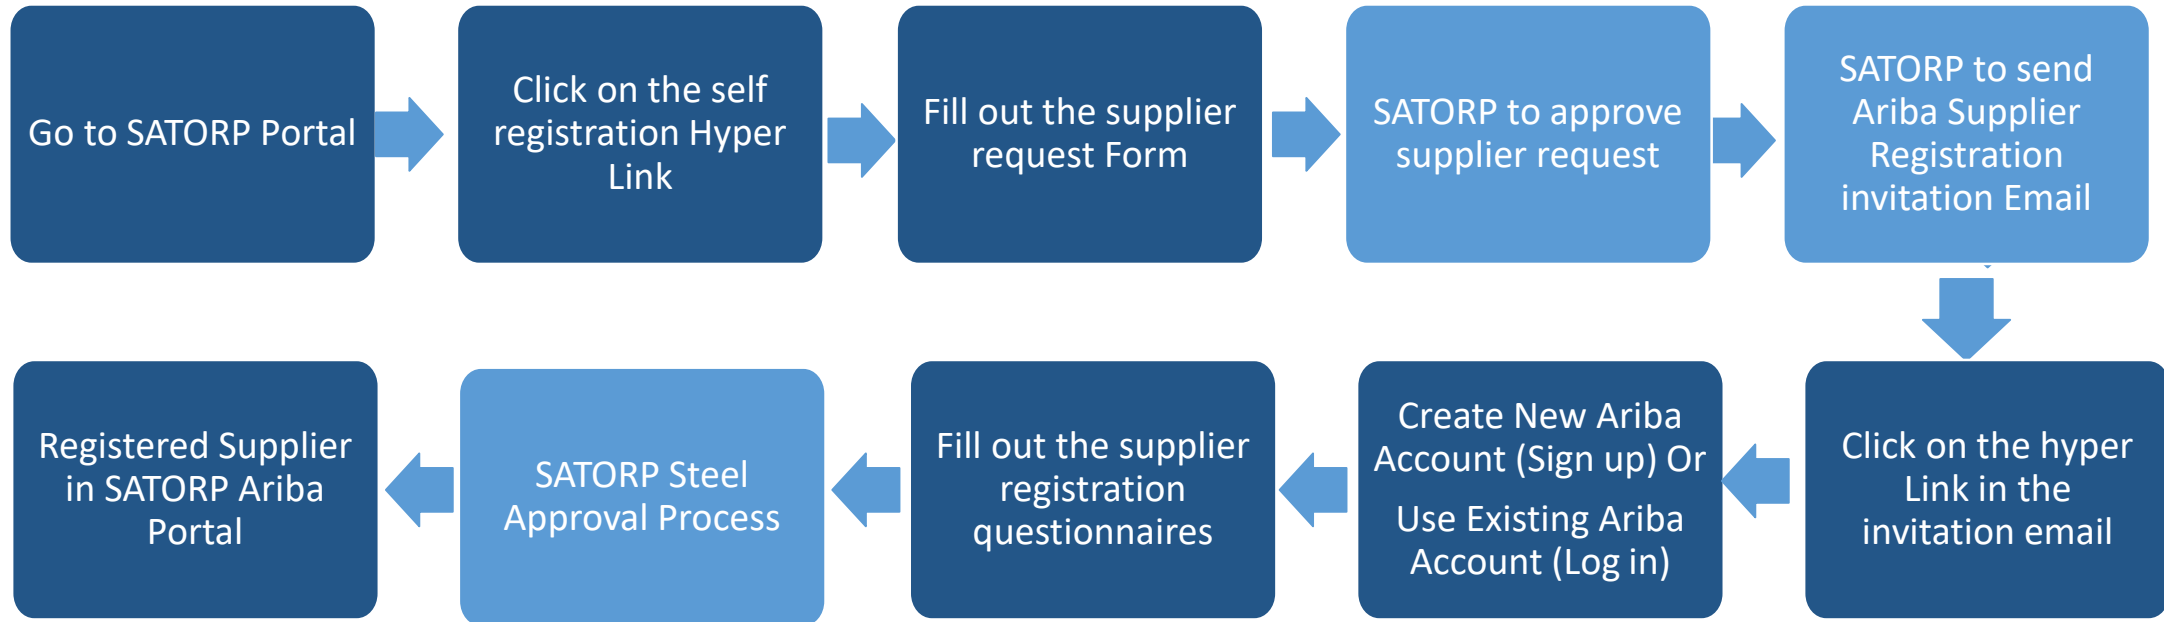 Go to SATORP Portal
Click on the self
registration Hyper
Link
Fill out the supplier
request Form
SATORP to approve
supplier request
SATORP to send
Ariba Supplier
Registration
invitation Email
Click on the hyper
Link in the
invitation email
Create New Ariba
Account (Sign up) Or
Use Existing Ariba
Account (Log in)
Fill out the supplier
registration
questionnaires
SATORP Steel
Approval Process
Registered Supplier
in SATORP Ariba
Portal